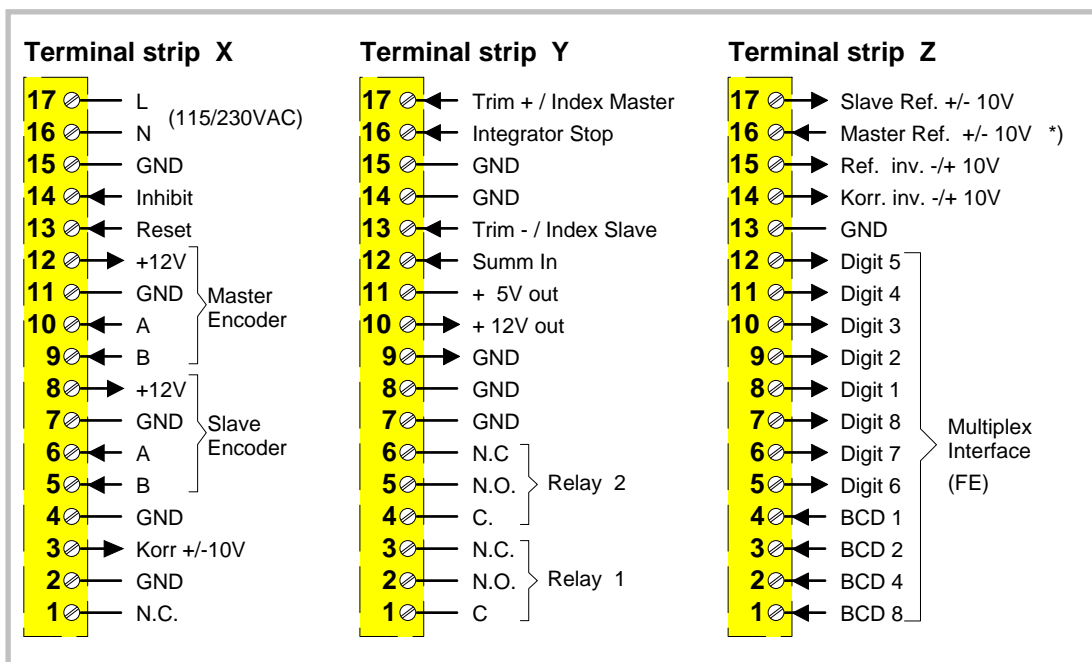 Terminal strip X
17 L
(115/230VAC)
16 N
15 GND
14 Inhibit
13 Reset
12 +12V
11 GND
10 A
9 B
Master
Encoder
8 +12V
7 GND
6 A
5 B
Slave
Encoder
4 GND
3 Korr +/-10V
2 GND
1 N.C.
Terminal strip Y
17 Trim + / Index Master
16 Integrator Stop
15 GND
14 GND
13 Trim - / Index Slave
12 Summ In
11 + 5V out
10 + 12V out
9 GND
8 GND
7 GND
6 N.C
5 N.O.
4 C.
Relay 2
3 N.C.
2 N.O.
1 C
Relay 1
Terminal strip Z
17 Slave Ref. +/- 10V
16 Master Ref. +/- 10V *)
15 Ref. inv. -/+ 10V
14 Korr. inv. -/+ 10V
13 GND
12 Digit 5
11 Digit 4
10 Digit 3
9 Digit 2
8 Digit 1
7 Digit 8
6 Digit 7
5 Digit 6
4 BCD 1
3 BCD 2
2 BCD 4
1 BCD 8
Multiplex
Interface
(FE)